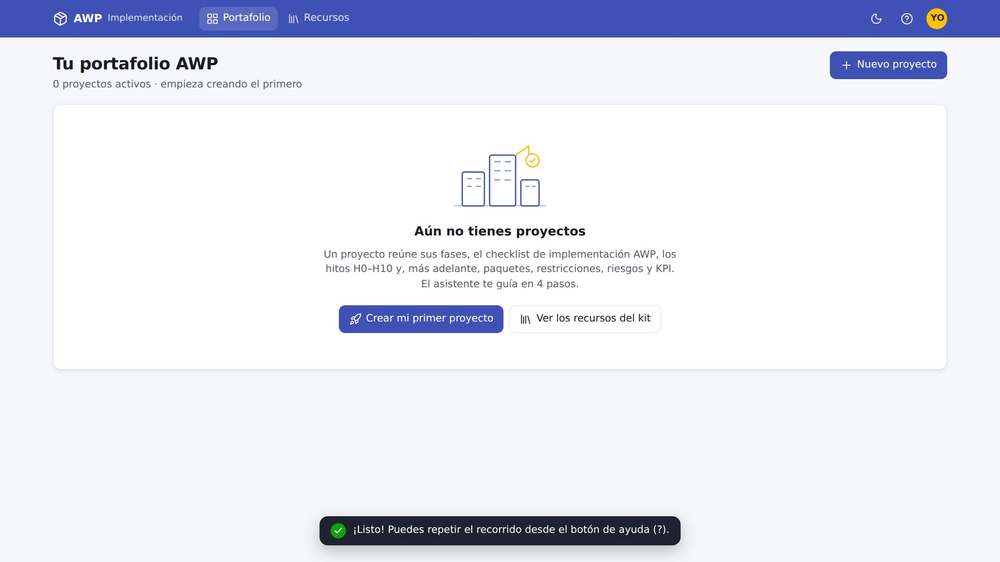 AWP Implementación Portafolio Recursos YO
Tu portafolio AWP
Nuevo proyecto
0 proyectos activos · empieza creando el primero
Aún no tienes proyectos
Un proyecto reúne sus fases, el checklist de implementación AWP, los
hitos H0–H10 y, más adelante, paquetes, restricciones, riesgos y KPI.
El asistente te guía en 4 pasos.
Crear mi primer proyecto Ver los recursos del kit
¡Listo! Puedes repetir el recorrido desde el botón de ayuda (?).